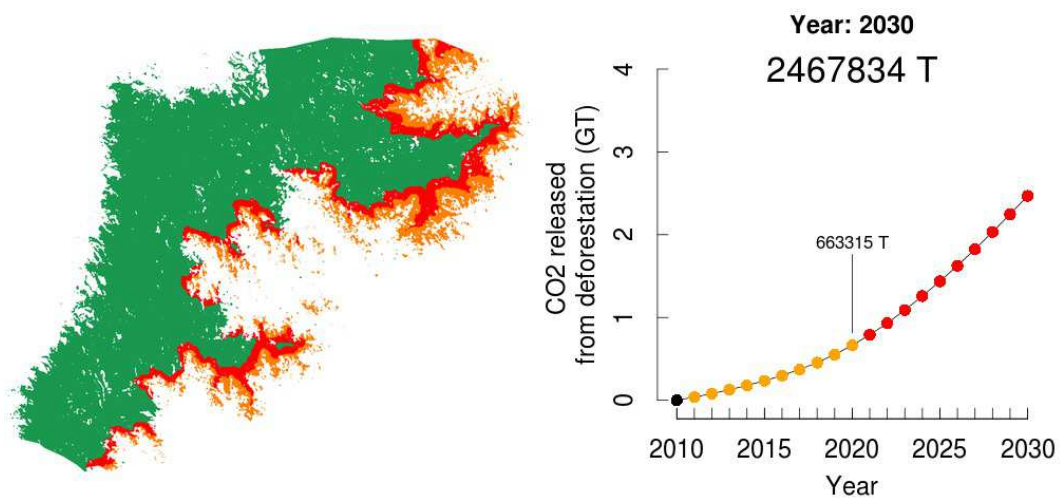 Year: 2030
2467834 T
CO2 released
from deforestation (GT)
4
3
2
1
0
663315 T
2010 2015 2020 2025 2030
Year